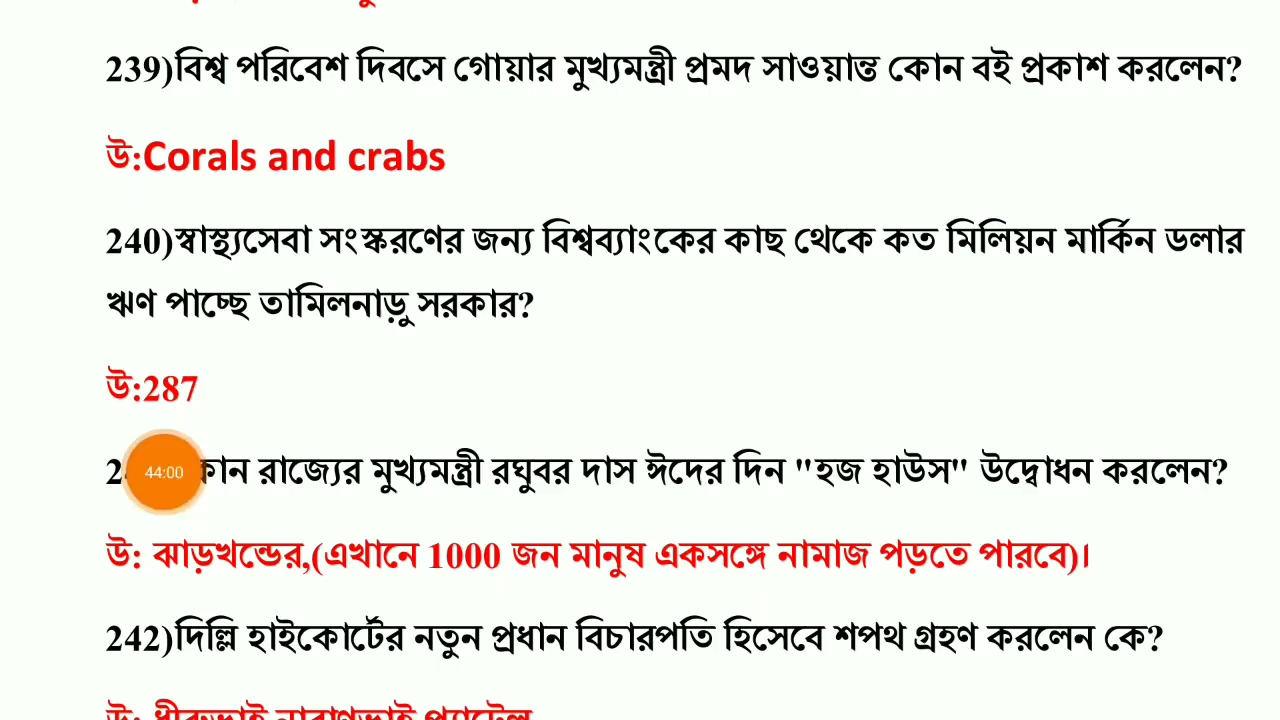 239)বিশ্ব পরিবেশ দিবসে গোয়ার মুখ্যমন্ত্রী প্রমদ সাওয়ান্ত কোন বই প্রকাশ করলেন?
উ:Corals and crabs
240)স্বাস্থ্যসেবা সংস্করণের জন্য বিশ্বব্যাংকের কাছ থেকে কত মিলিয়ন মার্কিন ডলার
ঋণ পাচ্ছে তামিলনাড়ু সরকার?
উ:287
44:00 রাজ্যের মুখ্যমন্ত্রী রঘুবর দাস ঈদের দিন "হজ হাউস" উদ্বোধন করলেন?
উ: ঝাড়খন্ডের,(এখানে 1000 জন মানুষ একসঙ্গে নামাজ পড়তে পারবে)।
242)দিল্লি হাইকোর্টের নতুন প্রধান বিচারপতি হিসেবে শপথ গ্রহণ করলেন কে?